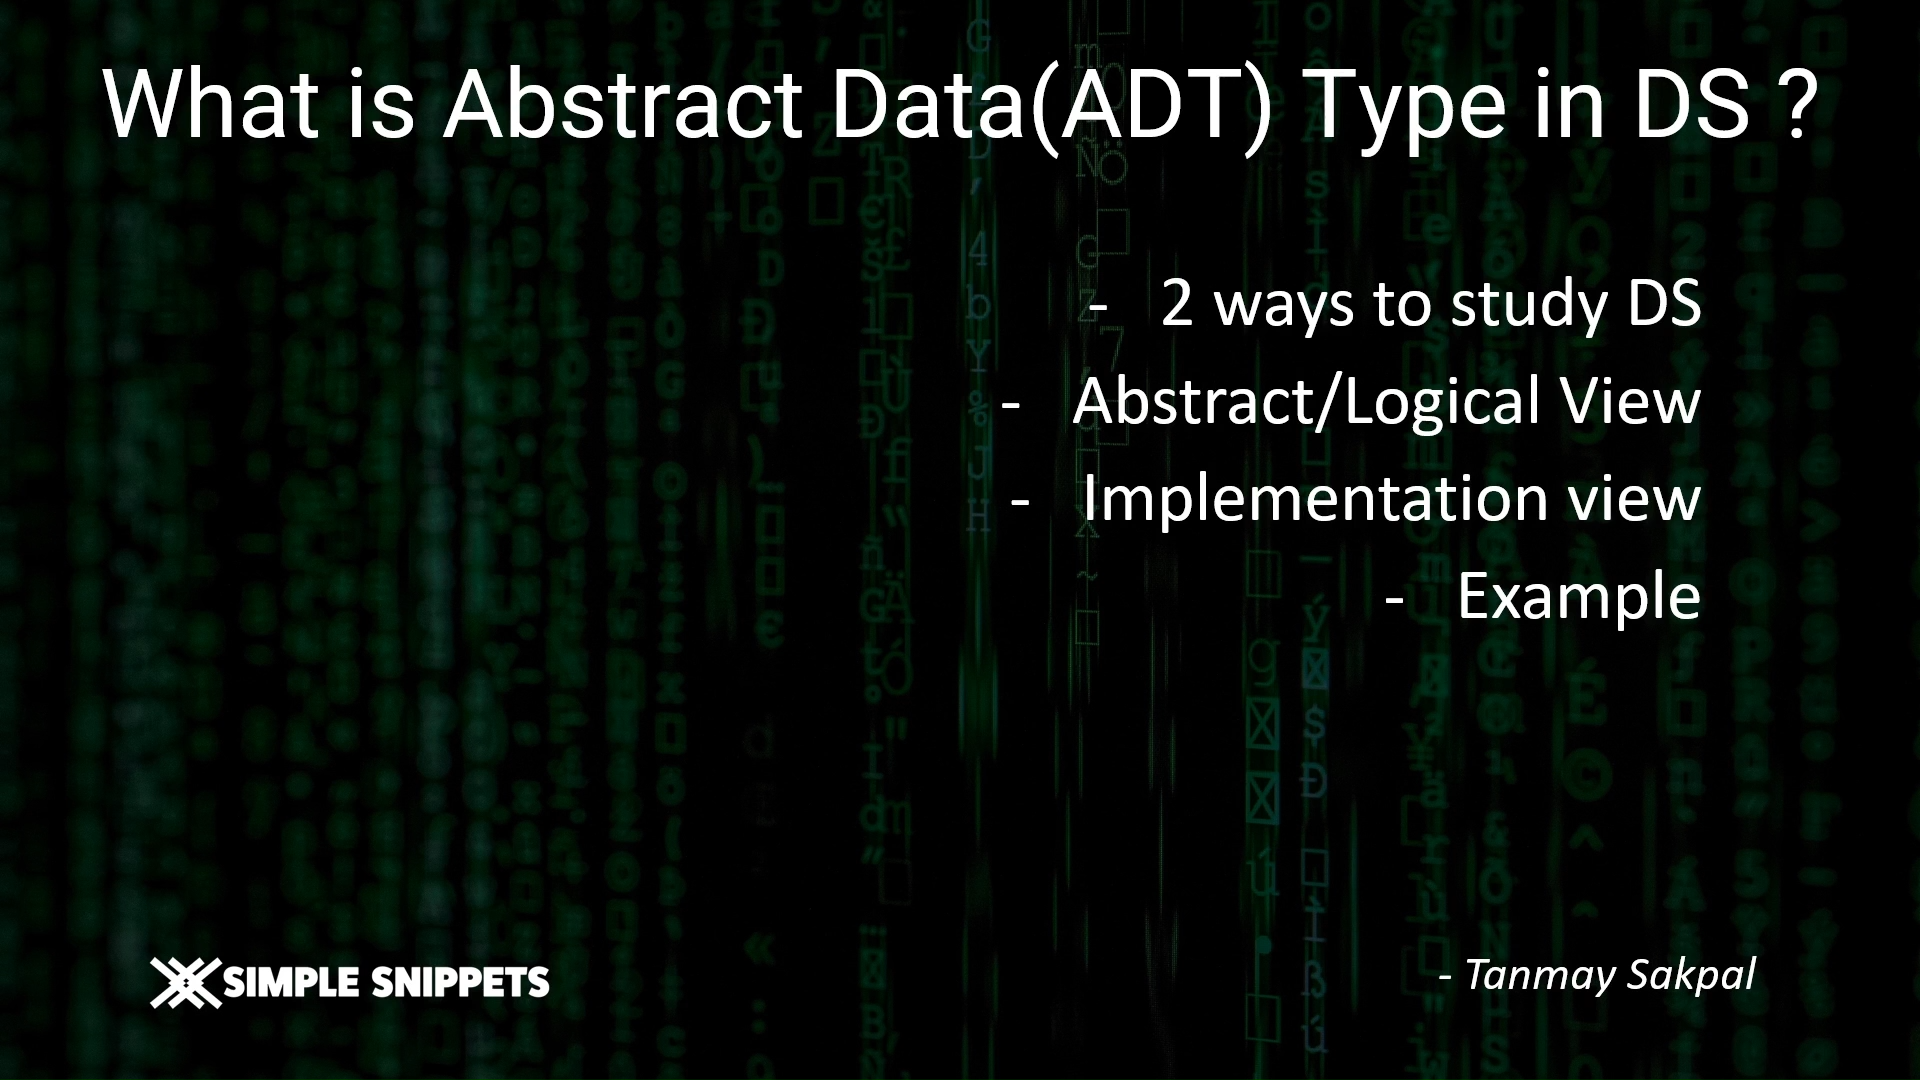 What is Abstract Data(ADT) Type in DS ?
- 2 ways to study DS
- Abstract/Logical View
- Implementation view
- Example
SIMPLE SNIPPETS
- Tanmay Sakpal